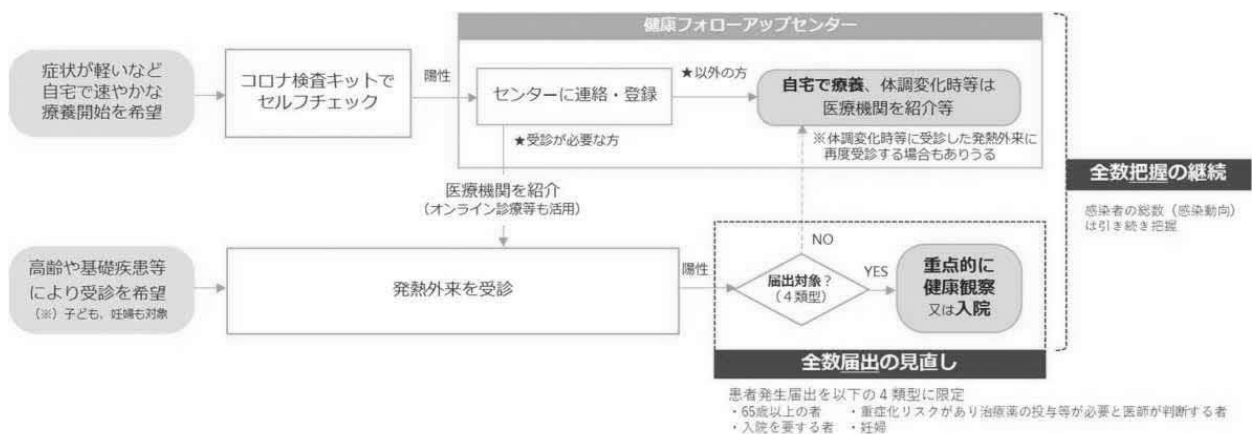 健康フォローアップセンター
症状が軽いなど
自宅で速やかな
療養開始を希望
コロナ検査キットで
セルフチェック
陽性
センターに連絡・登録
★以外の方
自宅で療養、体調変化時等は
医療機関を紹介等
★受診が必要な方
※体調変化時等に受診した発熱外来に
再度受診する場合もありうる
医療機関を紹介
（オンライン診療等も活用）
全数把握の継続
感染者の総数（感染動向）
は引き続き把握
高齢や基礎疾患等
により受診を希望
（※）子ども、妊婦も対象
発熱外来を受診
陽性
NO
届出対象？
（４類型）
YES
重点的に
健康観察
又は入院
全数届出の見直し
患者発生届出を以下の４類型に限定
・65歳以上の者　・重症化リスクがあり治療薬の投与等が必要と医師が判断する者
・入院を要する者　・妊婦